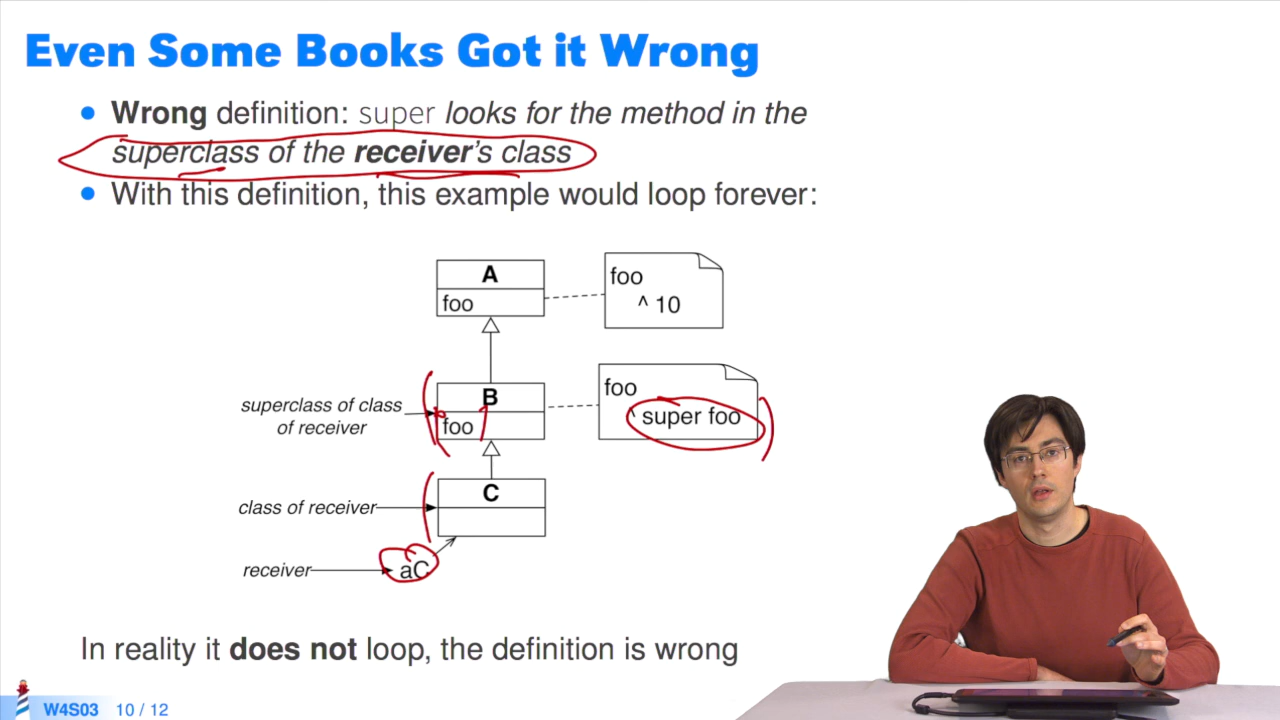 Even Some Books Got it Wrong
Wrong definition: super looks for the method in the
superclass of the receiver's class
With this definition, this example would loop forever:
A
foo
foo
^ 10
superclass of class
of receiver
B
foo
foo
^ super foo
class of receiver
C
receiver
aC
In reality it does not loop, the definition is wrong
W4S03 10 / 12